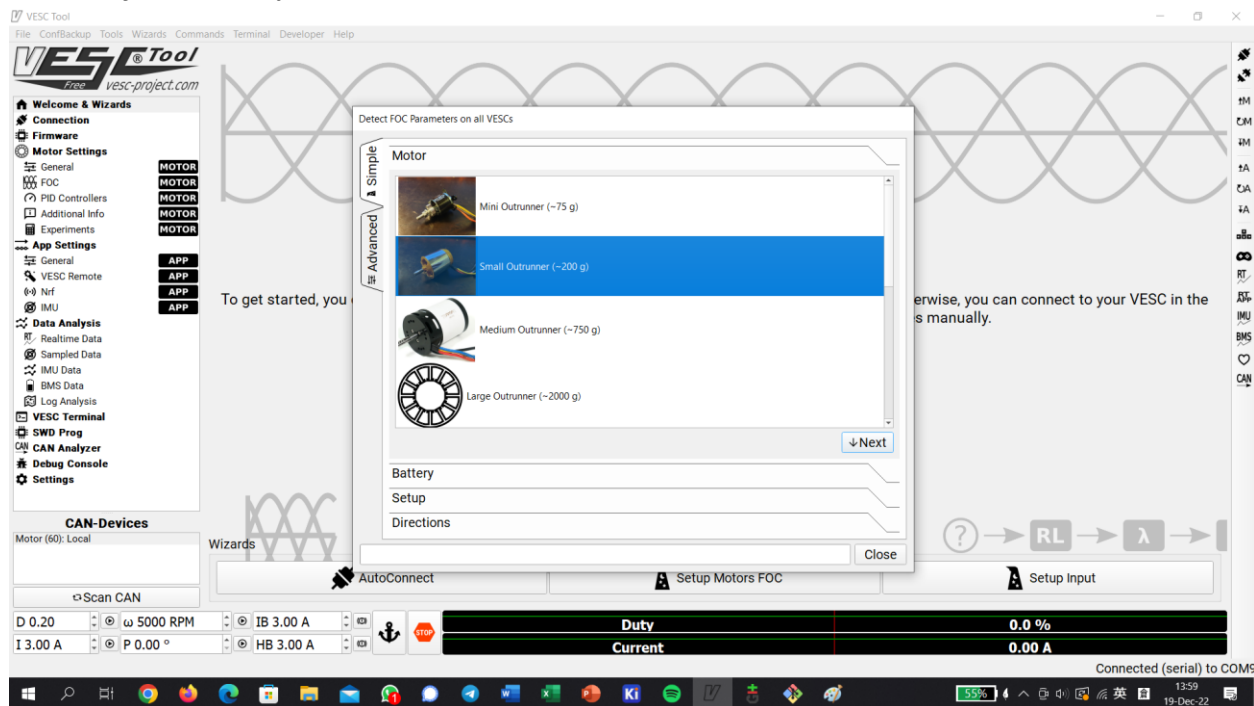 VESC Tool
File ConfBackup Tools Wizards Commands Terminal Developer Help
VESC® Tool
Free vesc-project.com
Welcome & Wizards
Connection
Firmware
Motor Settings
General MOTOR
FOC MOTOR
PID Controllers MOTOR
Additional Info MOTOR
Experiments MOTOR
App Settings
General APP
VESC Remote APP
Nrf APP
IMU APP
Data Analysis
Realtime Data
Sampled Data
IMU Data
BMS Data
Log Analysis
VESC Terminal
SWD Prog
CAN Analyzer
Debug Console
Settings
CAN-Devices
Motor (60): Local
Scan CAN
To get started, you
erwise, you can connect to your VESC in the
s manually.
Detect FOC Parameters on all VESCs
Simple
Advanced
Motor
Mini Outrunner (~75 g)
Small Outrunner (~200 g)
Medium Outrunner (~750 g)
Large Outrunner (~2000 g)
Next
Battery
Setup
Directions
Close
? RL λ
Wizards
AutoConnect
Setup Motors FOC
Setup Input
D 0.20 ω 5000 RPM IB 3.00 A
I 3.00 A P 0.00 ° HB 3.00 A
STOP
Duty 0.0 %
Current 0.00 A
Connected (serial) to COM9
M
M
M
A
A
A
RT
RT
APP
IMU
BMS
CAN
W
Ki
55%
英
13:59
19-Dec-22